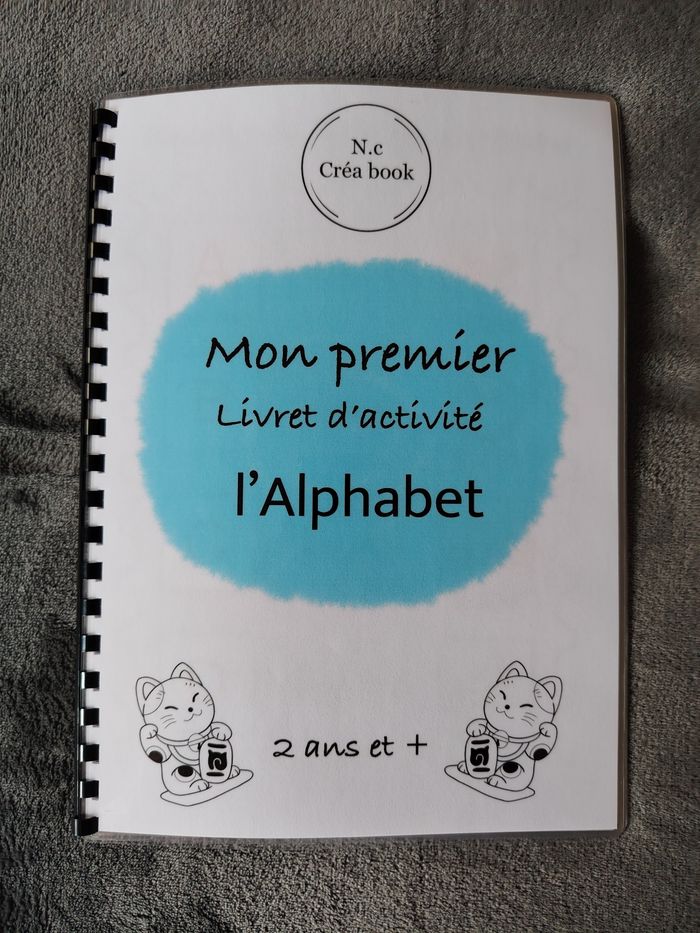 N.c
Créa book
Mon premier
Livret d'activité
l'Alphabet
2 ans et +